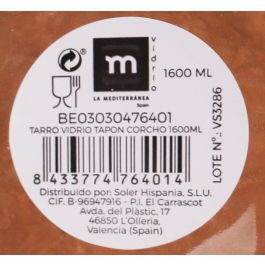 m
vidrio
LA MEDITERRÁNEA
Spain
1600 ML
BE03030476401
TARRO VIDRIO TAPON CORCHO 1600ML
8 433774 764014
LOTE Nº.: VS3286
Distribuido por: Soler Hispania, S.L.U.
CIF. B-96947916 - P.I. El Carrascot
Avda. del Plàstic, 17
46850 L'Olleria,
Valencia (Spain)